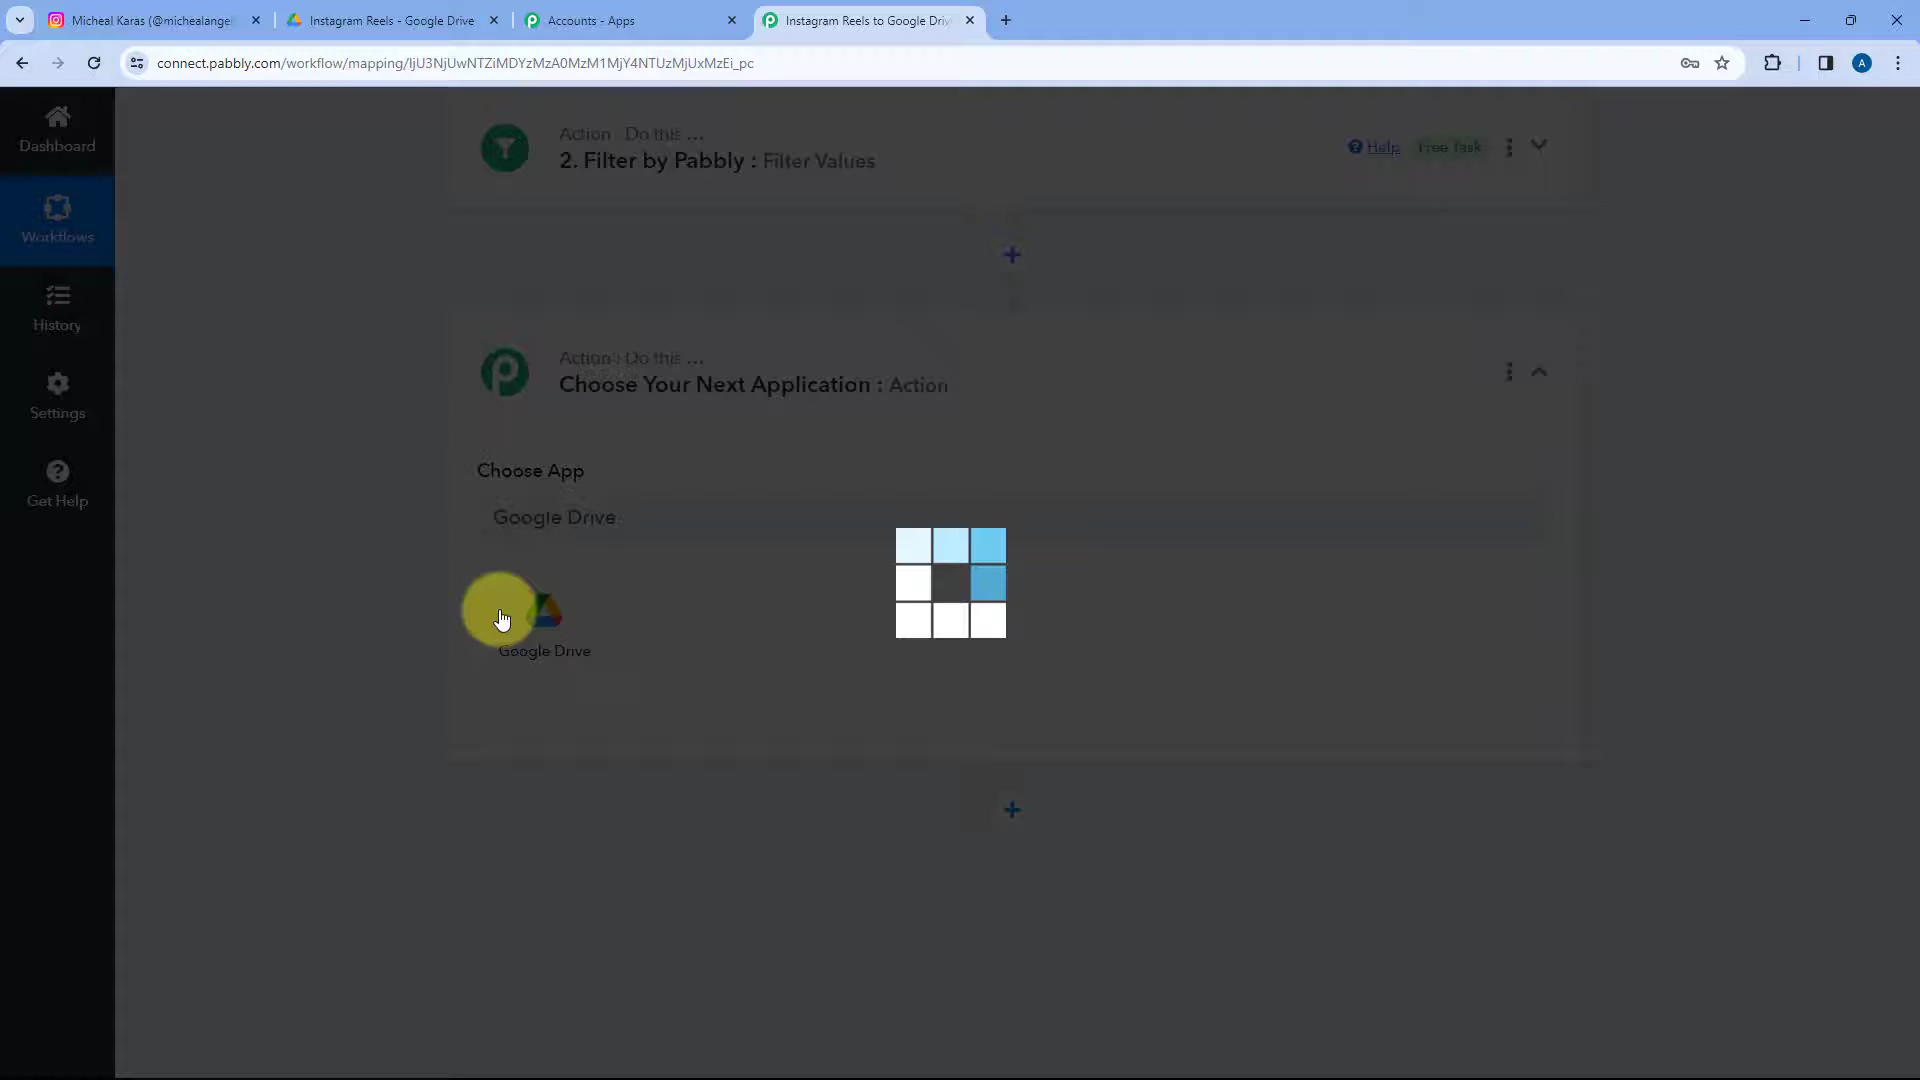 Micheal Karas (@michealangel
Instagram Reels - Google Drive
Accounts - Apps
Instagram Reels to Google Driv
connect.pabbly.com/workflow/mapping/IjU3NjUwNTZiMDYzMzA0MzM1MjY4NTUzMjUxMzEi_pc
A
Dashboard
Workflows
History
Settings
Get Help
Action : Do this ...
2. Filter by Pabbly : Filter Values
Help
Free Task
Action : Do this ...
Choose Your Next Application : Action
Choose App
Google Drive
Google Drive